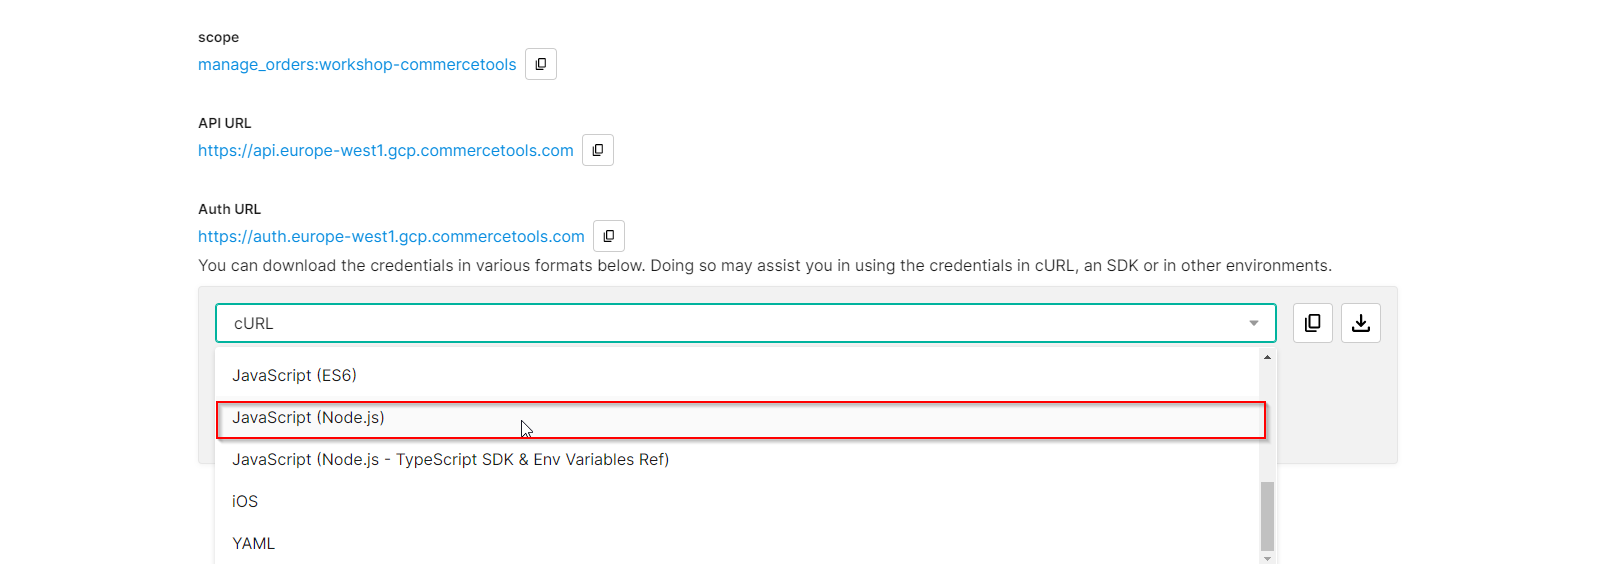 scope
manage_orders:workshop-commercetools
API URL
https://api.europe-west1.gcp.commercetools.com
Auth URL
https://auth.europe-west1.gcp.commercetools.com
You can download the credentials in various formats below. Doing so may assist you in using the credentials in cURL, an SDK or in other environments.
cURL
JavaScript (ES6)
JavaScript (Node.js)
JavaScript (Node.js - TypeScript SDK & Env Variables Ref)
iOS
YAML